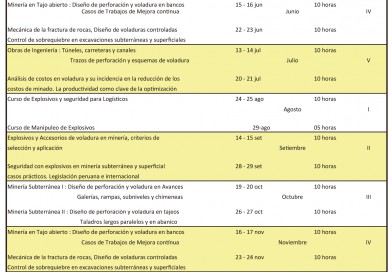 Minería en Tajo abierto : Diseño de perforación y voladura en bancos 15 - 16 jun 10 horas
Casos de Trabajos de Mejora continua Junio IV
Mecánica de la fractura de rocas, Diseño de voladuras controladas 22 - 23 jun 10 horas
Control de sobrequiebre en excavaciones subterráneas y superficiales
Obras de Ingeniería : Túneles, carreteras y canales 13 - 14 jul 10 horas
Trazos de perforación y esquemas de voladura Julio V
Análisis de costos en voladura y su incidencia en la reducción de los 20 - 21 jul 10 horas
costos de minado. La productividad como clave de la optimización
Curso de Explosivos y seguridad para Logísticos 24 - 25 ago 10 horas
Agosto I
Curso de Manipuleo de Explosivos 29-ago 05 horas
Explosivos y Accesorios de voladura en minería, criterios de 14 - 15 set 10 horas
selección y aplicación Setiembre II
Seguridad con explosivos en minería subterránea y superficial 28 - 29 set 10 horas
casos prácticos. Legislación peruana e internacional
Minería Subterránea I : Diseño de perforación y voladura en Avances 19 - 20 oct 10 horas
Galerías, rampas, subniveles y chimeneas Octubre III
Minería Subterránea II : Diseño de perforación y voladura en tajeos 26 - 27 oct 10 horas
Taladros largos paralelos y en abanico
Minería en Tajo abierto : Diseño de perforación y voladura en bancos 16 - 17 nov 10 horas
Casos de Trabajos de Mejora continua Noviembre IV
Mecánica de la fractura de rocas, Diseño de voladuras controladas 23 - 24 nov 10 horas
Control de sobrequiebre en excavaciones subterráneas y superficiales